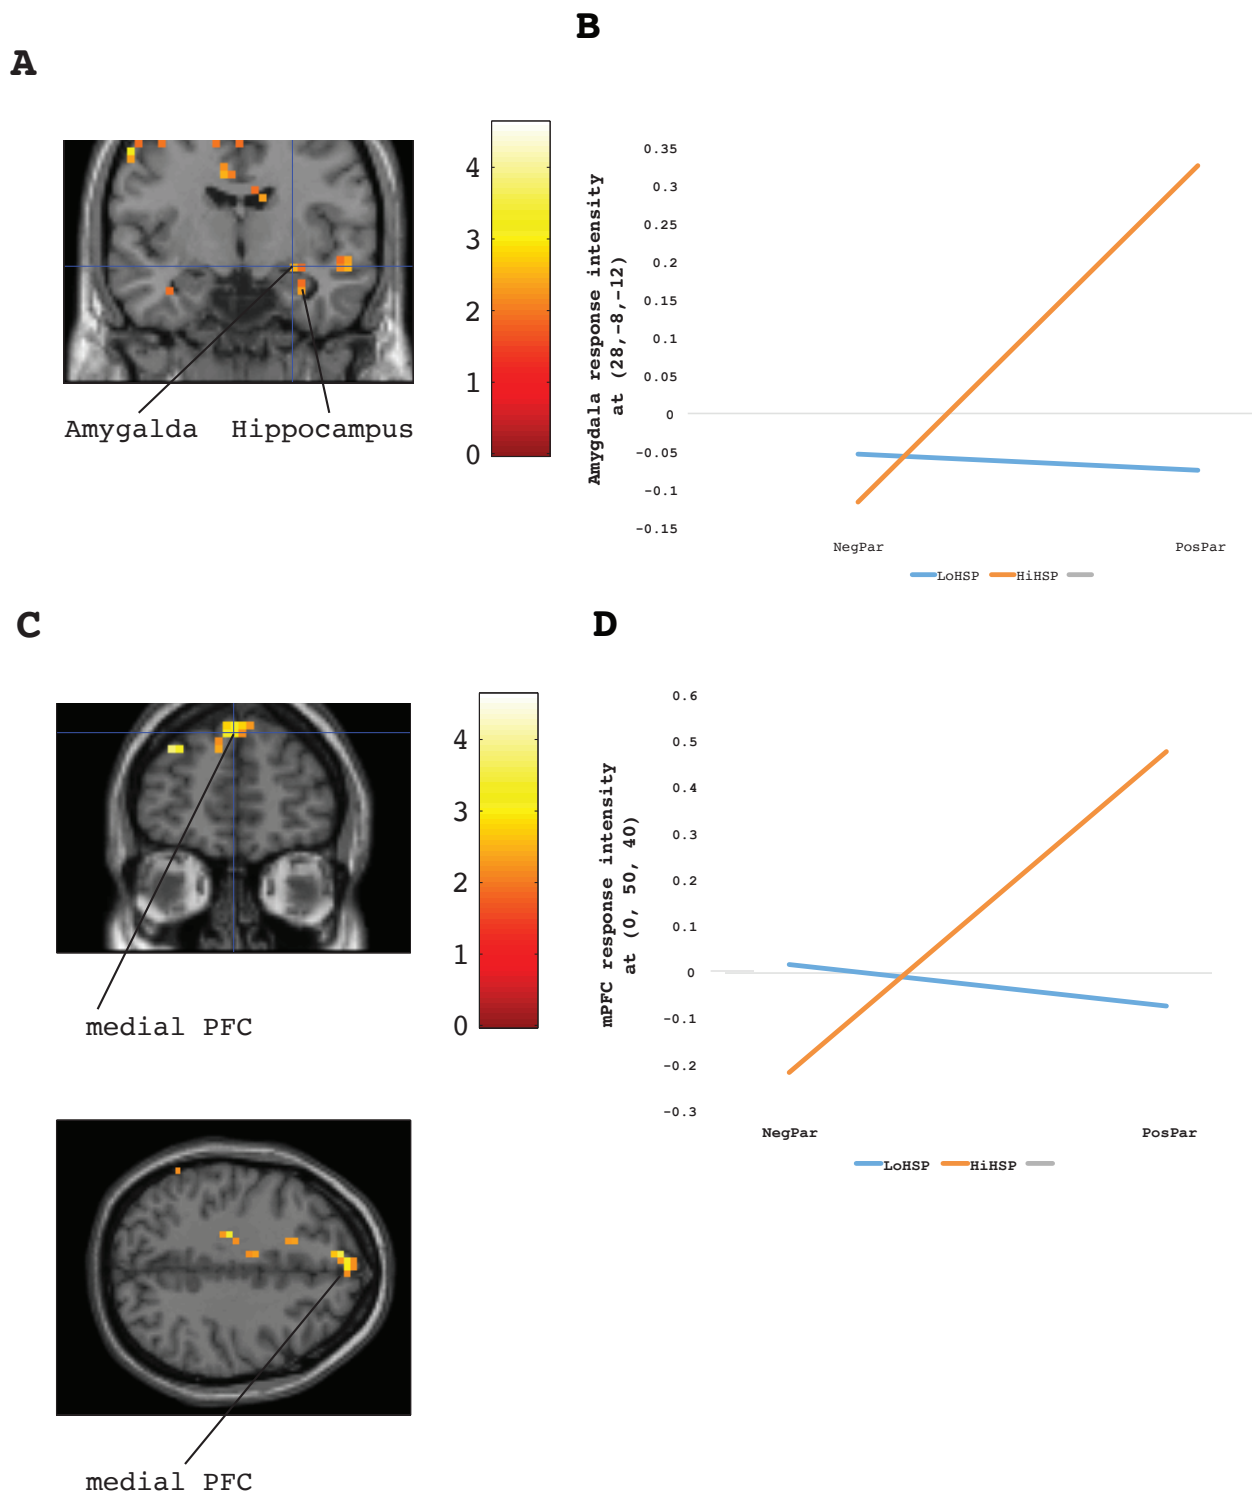 A
4
3
2
1
0
Amygalda Hippocampus
B
Amygdala response intensity
at (28,-8,-12)
0.35
0.3
0.25
0.2
0.15
0.1
0.05
0
-0.05
-0.1
-0.15
NegPar PosPar
LoHSP HiHSP
C
4
3
2
1
0
medial PFC
medial PFC
D
mPFC response intensity
at (0, 50, 40)
0.6
0.5
0.4
0.3
0.2
0.1
0
-0.1
-0.2
-0.3
NegPar PosPar
LoHSP HiHSP